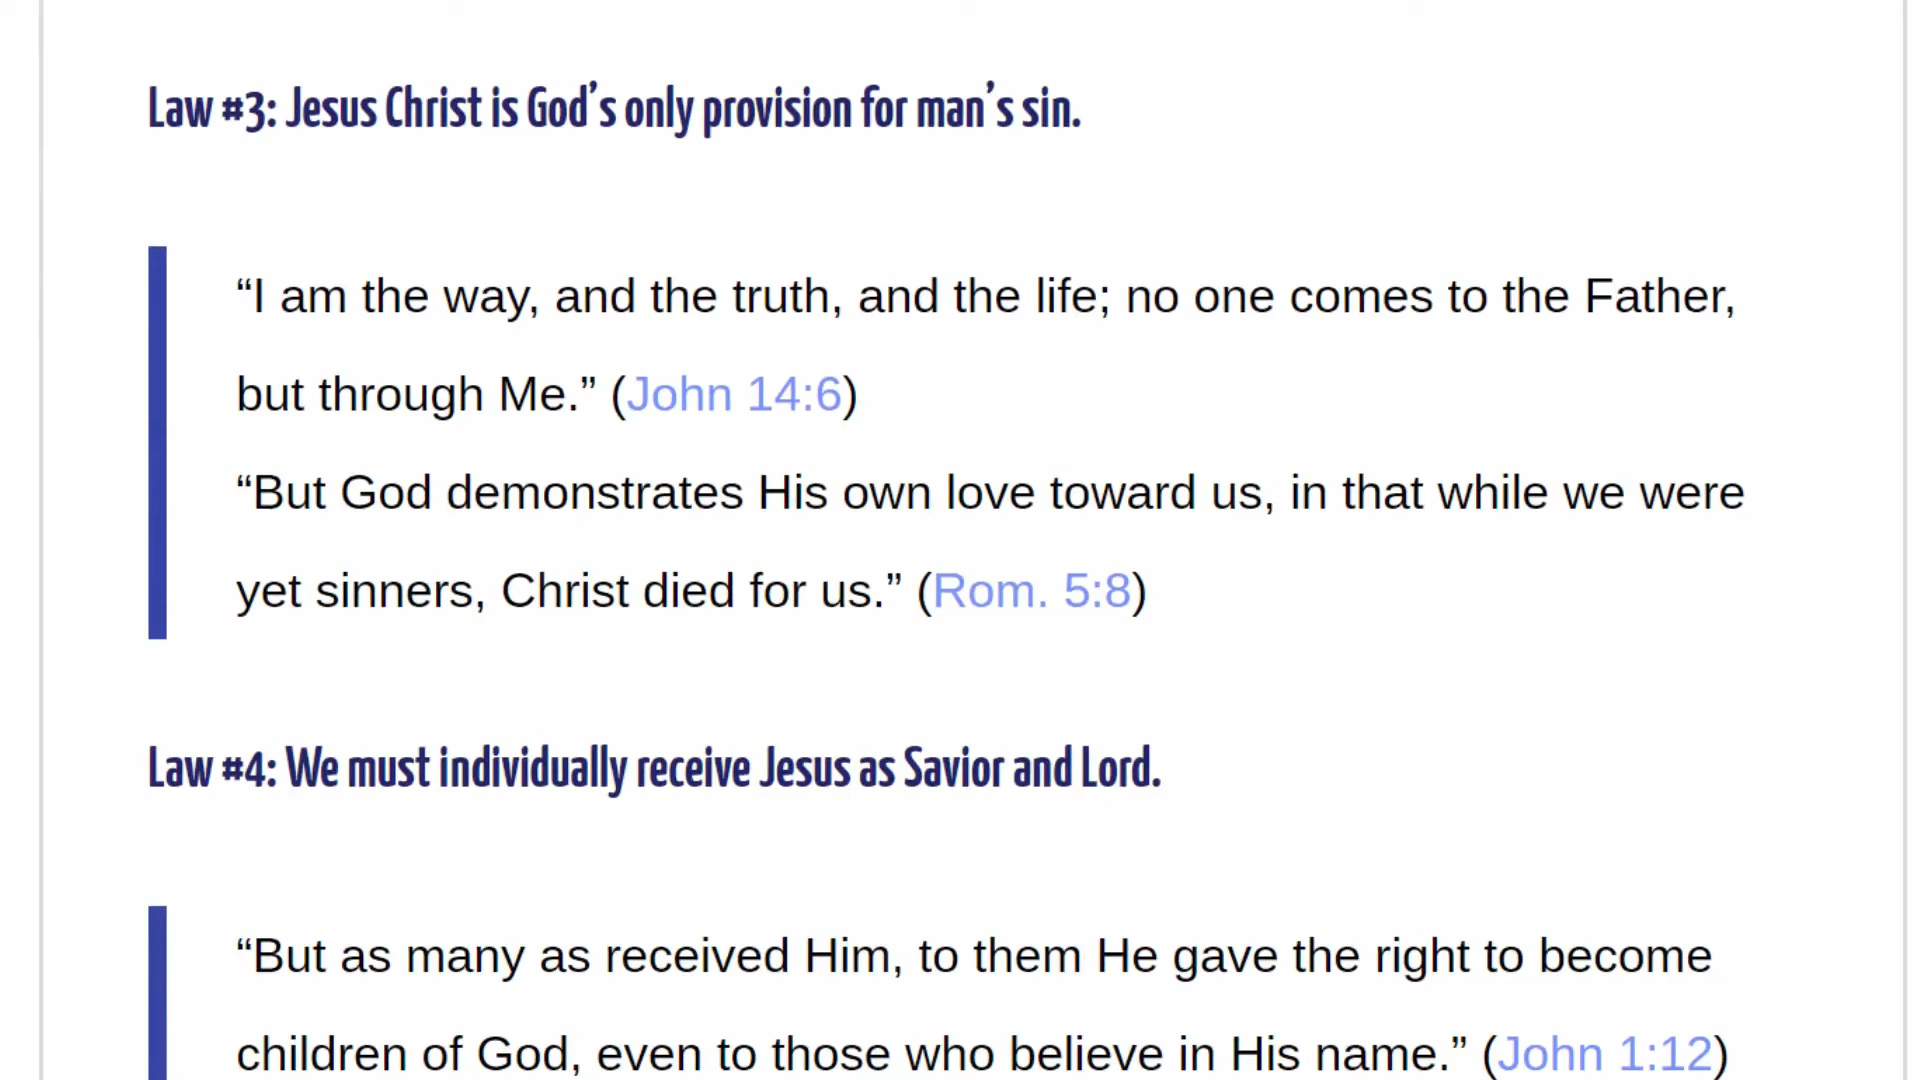 Law #3: Jesus Christ is God’s only provision for man’s sin.
“I am the way, and the truth, and the life; no one comes to the Father,
but through Me.” (John 14:6)
“But God demonstrates His own love toward us, in that while we were
yet sinners, Christ died for us.” (Rom. 5:8)
Law #4: We must individually receive Jesus as Savior and Lord.
“But as many as received Him, to them He gave the right to become
children of God, even to those who believe in His name.” (John 1:12)